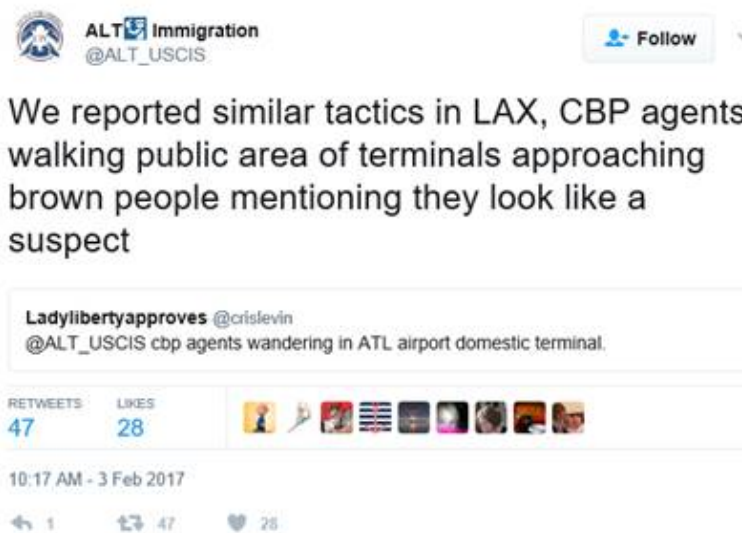 ALT Immigration
@ALT_USCIS
Follow
We reported similar tactics in LAX, CBP agents
walking public area of terminals approaching
brown people mentioning they look like a
suspect
Ladylibertyapproves @crislevin
@ALT_USCIS cbp agents wandering in ATL airport domestic terminal.
RETWEETS LIKES
47 28
10:17 AM - 3 Feb 2017
1 47 28